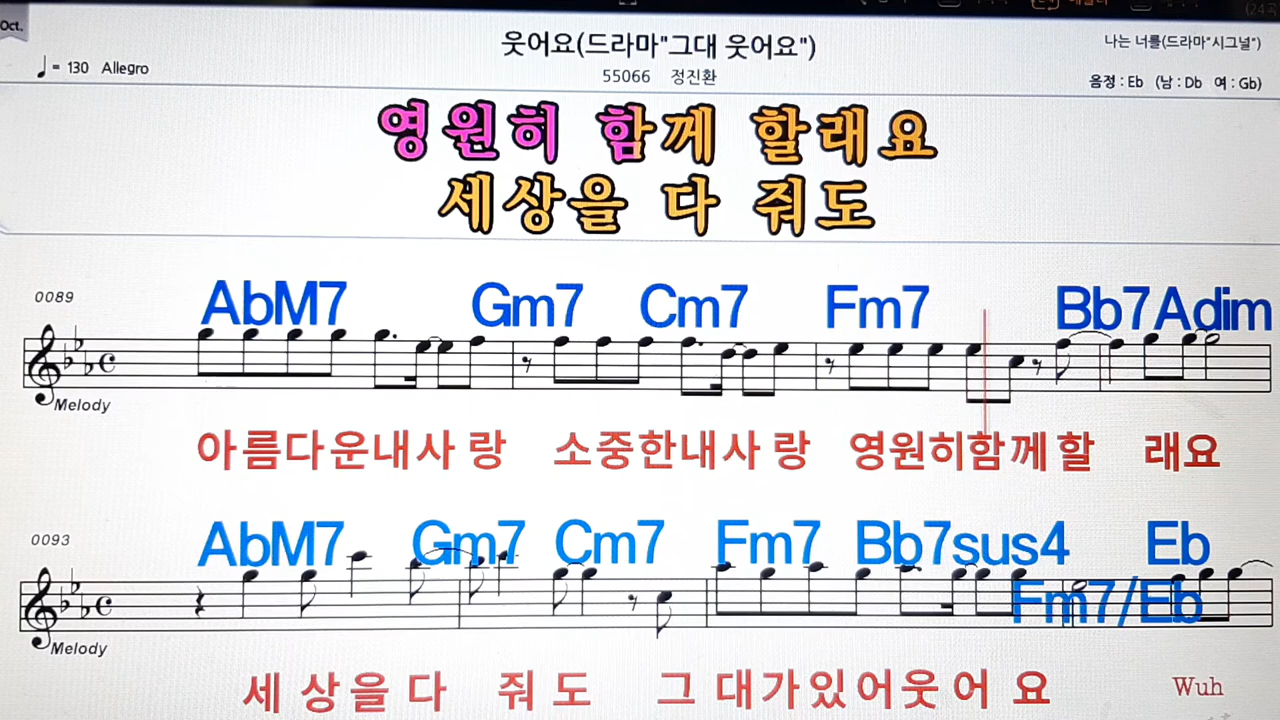 Oct.
웃어요(드라마"그대 웃어요")
나는 너를(드라마"시그널")
♩= 130 Allegro
55066 정진환
음정 : Eb (남 : Db 여 : Gb)
영원히 함께 할래요
세상을 다 줘도
0089
AbM7 Gm7 Cm7 Fm7 Bb7Adim
Melody
아름다운내사 랑 소중한내사 랑 영원히함께할 래요
0093
AbM7 Gm7 Cm7 Fm7 Bb7sus4 Eb
Fm7/Eb
Melody
세 상을다 줘도 그 대가있어웃어 요 Wuh